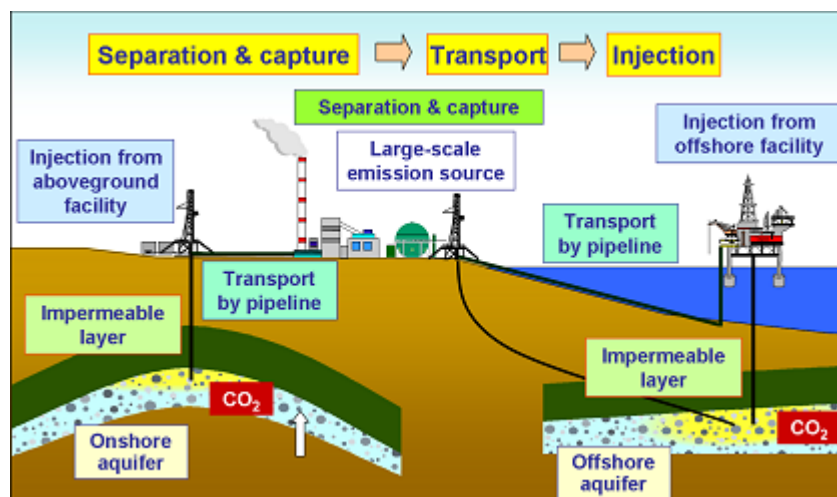 Separation & capture
Transport
Injection
Separation & capture
Injection from
aboveground
facility
Large-scale
emission source
Injection from
offshore facility
Transport
by pipeline
Transport
by pipeline
Impermeable
layer
Impermeable
layer
CO₂
CO₂
Onshore
aquifer
Offshore
aquifer